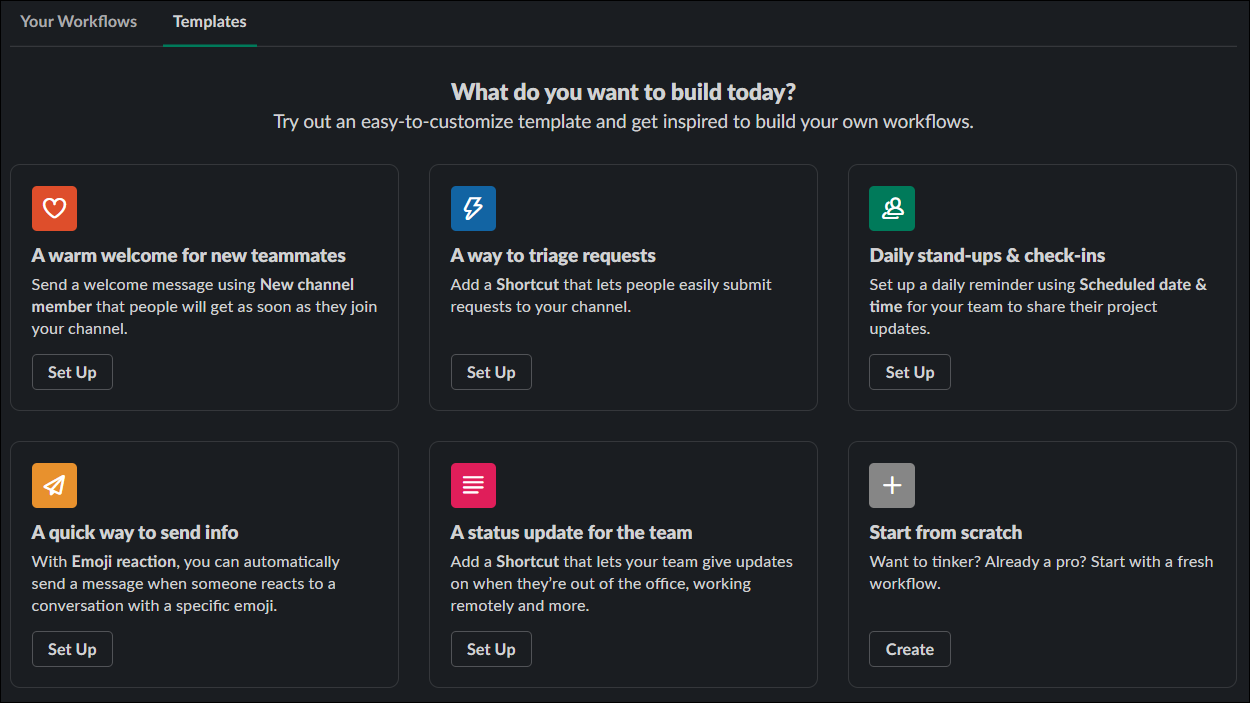 Your Workflows
Templates
What do you want to build today?
Try out an easy-to-customize template and get inspired to build your own workflows.
A warm welcome for new teammates
Send a welcome message using New channel
member that people will get as soon as they join
your channel.
Set Up
A way to triage requests
Add a Shortcut that lets people easily submit
requests to your channel.
Set Up
Daily stand-ups & check-ins
Set up a daily reminder using Scheduled date &
time for your team to share their project
updates.
Set Up
A quick way to send info
With Emoji reaction, you can automatically
send a message when someone reacts to a
conversation with a specific emoji.
Set Up
A status update for the team
Add a Shortcut that lets your team give updates
on when they’re out of the office, working
remotely and more.
Set Up
Start from scratch
Want to tinker? Already a pro? Start with a fresh
workflow.
Create